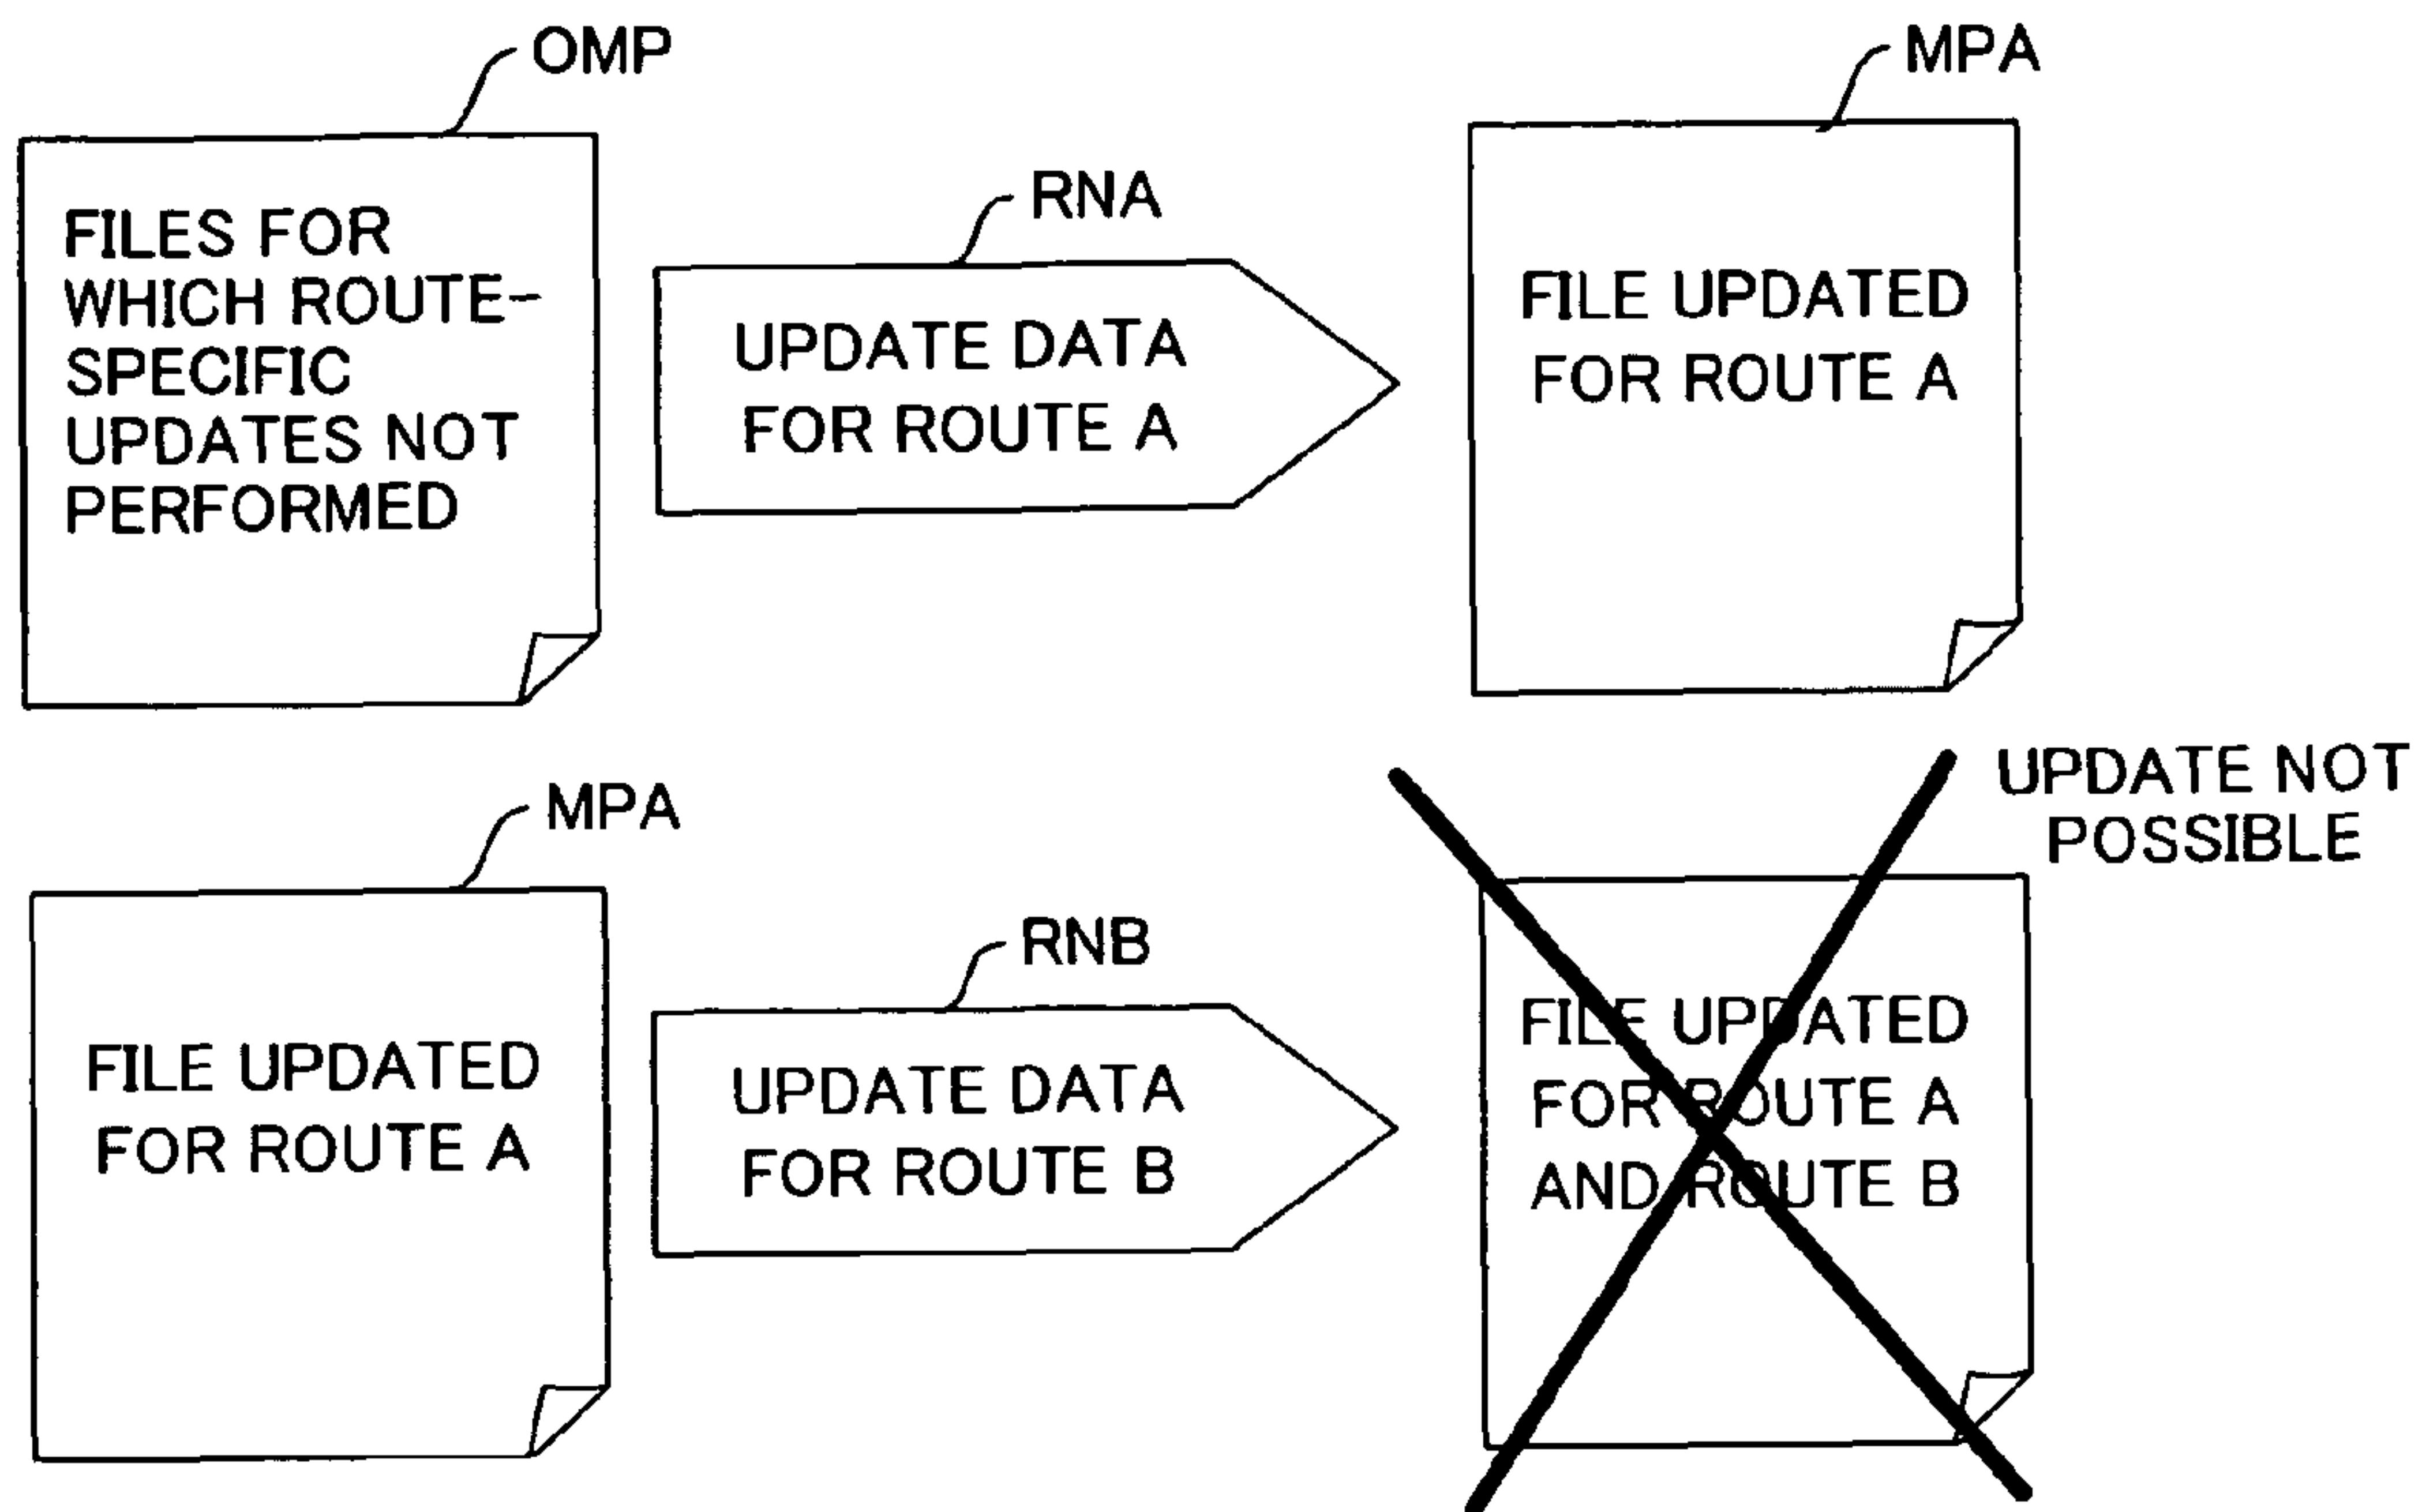 OMP
FILES FOR
WHICH ROUTE-
SPECIFIC
UPDATES NOT
PERFORMED
RNA
UPDATE DATA
FOR ROUTE A
MPA
FILE UPDATED
FOR ROUTE A
MPA
FILE UPDATED
FOR ROUTE A
RNB
UPDATE DATA
FOR ROUTE B
UPDATE NOT
POSSIBLE
FILE UPDATED
FOR ROUTE A
AND ROUTE B